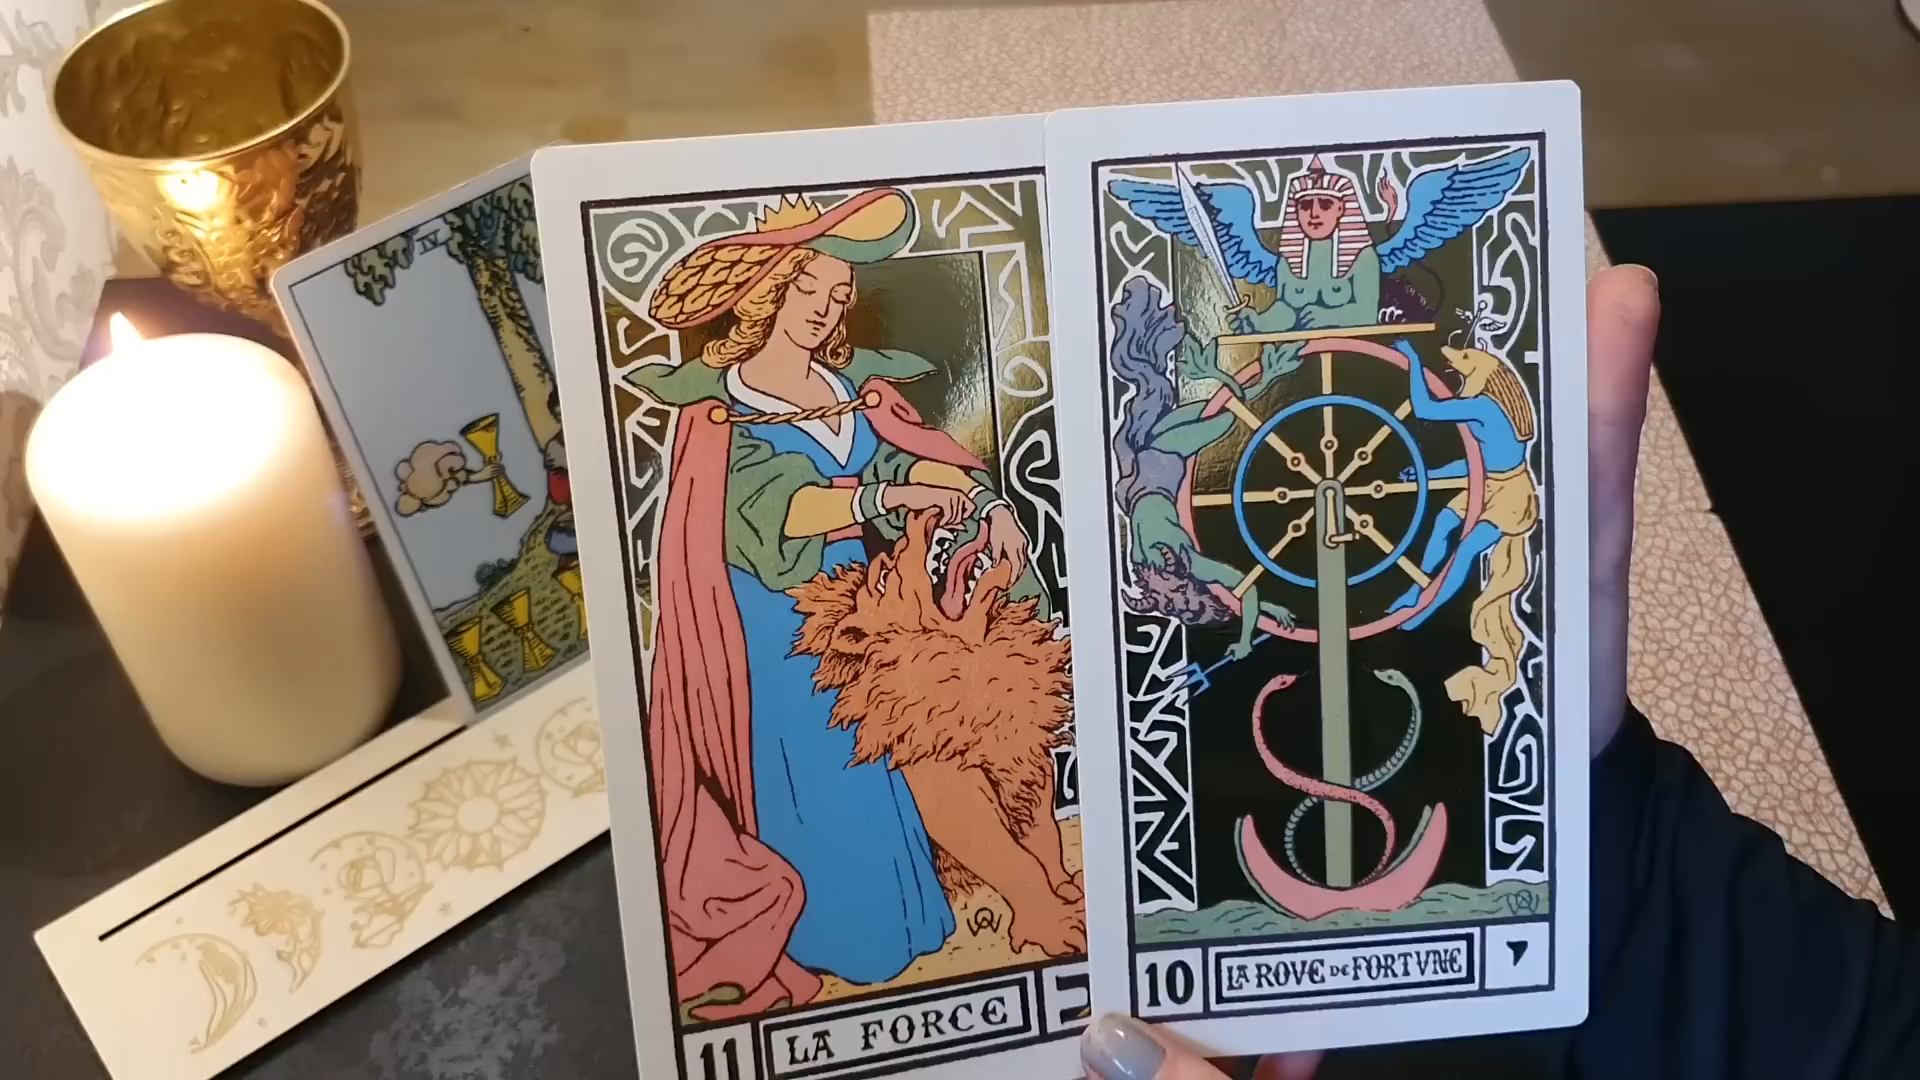 IV
11 LA FORCE
10 LA ROVE DE FORTVNE י